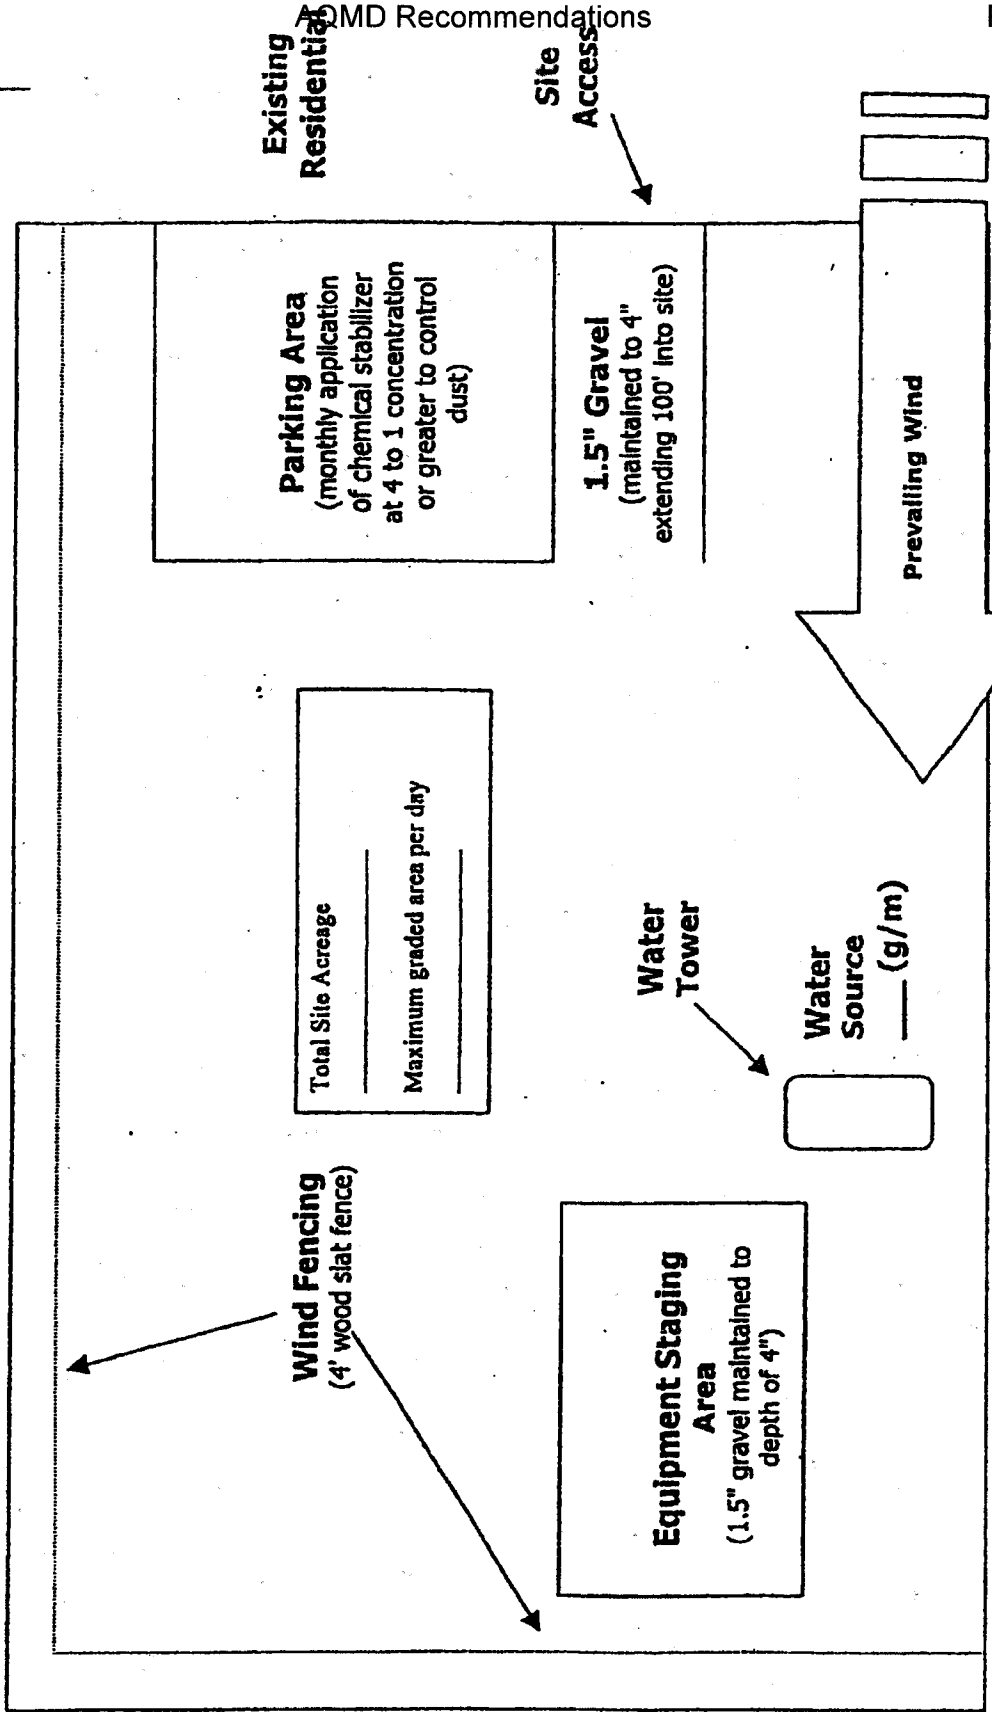 AQMD Recommendations
Existing
Residential
Site
Access
Parking Area
(monthly application
of chemical stabilizer
at 4 to 1 concentration
or greater to control
dust)
1.5" Gravel
(maintained to 4"
extending 100' into site)
Prevailing Wind
Total Site Acreage
Maximum graded area per day
Water
Tower
Water
Source
(g/m)
Wind Fencing
(4' wood slat fence)
Equipment Staging
Area
(1.5" gravel maintained to
depth of 4")